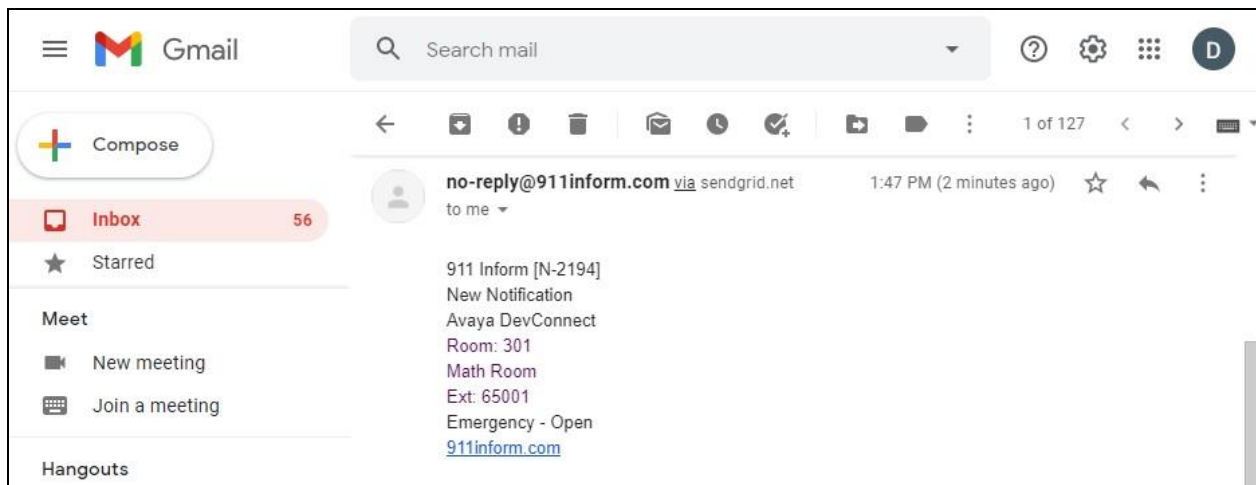 Gmail
Search mail
D
Compose
1 of 127
Inbox 56
Starred
Meet
New meeting
Join a meeting
Hangouts
no-reply@911inform.com via sendgrid.net 1:47 PM (2 minutes ago)
to me
911 Inform [N-2194]
New Notification
Avaya DevConnect
Room: 301
Math Room
Ext: 65001
Emergency - Open
911inform.com